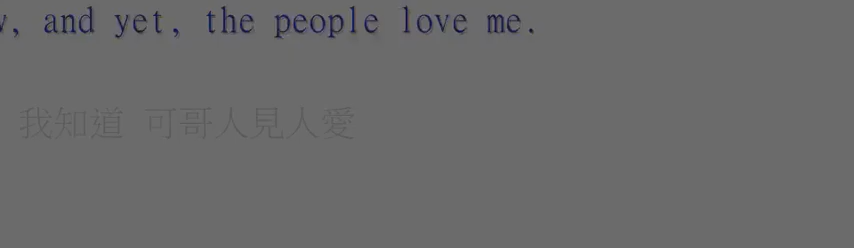 , and yet, the people love me.
我知道 可哥人見人愛